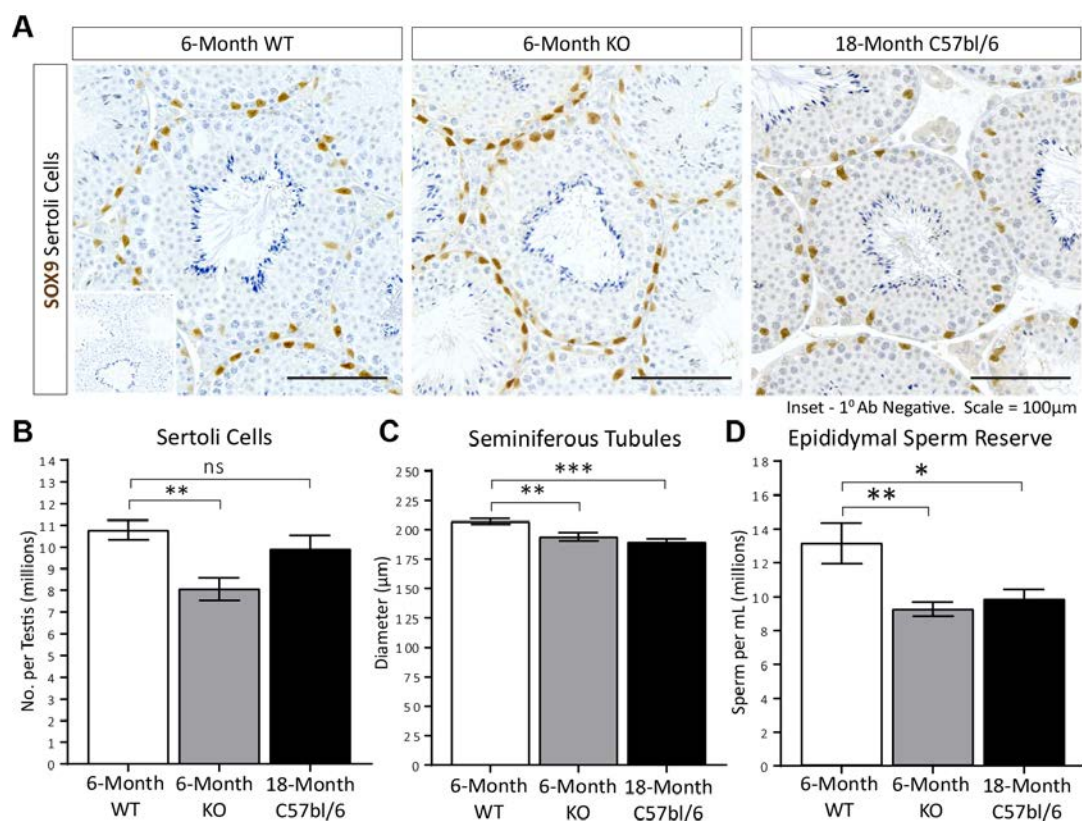 A
6-Month WT
6-Month KO
18-Month C57bl/6
SOX9 Sertoli Cells
Inset - 1⁰ Ab Negative. Scale = 100µm
B
Sertoli Cells
No. per Testis (millions)
14
13
12
11
10
9
8
7
6
5
4
3
2
1
0
ns
**
6-Month
WT
6-Month
KO
18-Month
C57bl/6
C
Seminiferous Tubules
Diameter (µm)
250
225
200
175
150
125
100
75
50
25
0
***
**
6-Month
WT
6-Month
KO
18-Month
C57bl/6
D
Epididymal Sperm Reserve
Sperm per mL (millions)
18
16
14
12
10
8
6
4
2
0
*
**
6-Month
WT
6-Month
KO
18-Month
C57bl/6